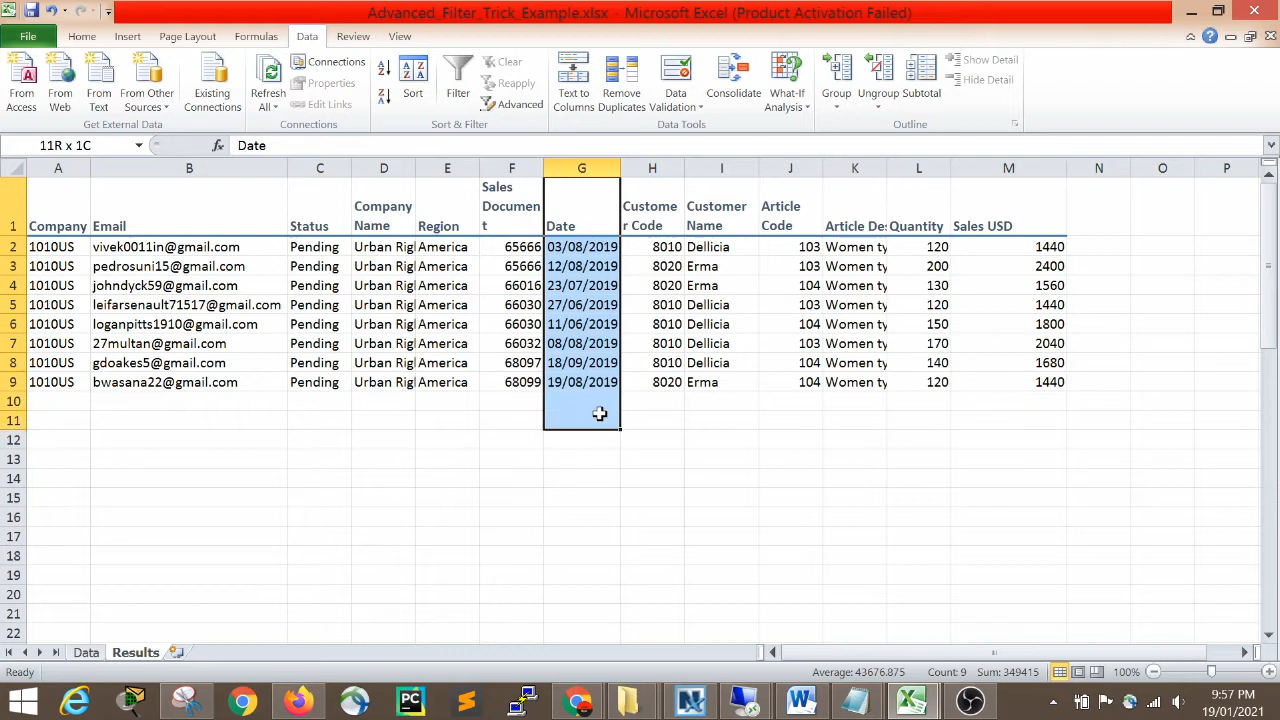 Advanced_Filter_Trick_Example.xlsx - Microsoft Excel (Product Activation Failed)
File Home Insert Page Layout Formulas Data Review View
From Access
From Web
From Text
From Other Sources
Existing Connections
Get External Data
Refresh All
Connections
Properties
Edit Links
Connections
Sort
Filter
Clear
Reapply
Advanced
Sort & Filter
Text to Columns
Remove Duplicates
Data Validation
Consolidate
What-If Analysis
Data Tools
Group
Ungroup
Subtotal
Show Detail
Hide Detail
Outline
11R x 1C fx Date
A B C D E F G H I J K L M N O P
1 Company Email Status Company Name Region Sales Documen t Date Custome r Code Customer Name Article Code Article De Quantity Sales USD
2 1010US vivek0011in@gmail.com Pending Urban Rig America 65666 03/08/2019 8010 Dellicia 103 Women ty 120 1440
3 1010US pedrosuni15@gmail.com Pending Urban Rig America 65666 12/08/2019 8020 Erma 103 Women ty 200 2400
4 1010US johndyck59@gmail.com Pending Urban Rig America 66016 23/07/2019 8020 Erma 104 Women ty 130 1560
5 1010US leifarsenault71517@gmail.com Pending Urban Rig America 66030 27/06/2019 8010 Dellicia 103 Women ty 120 1440
6 1010US loganpitts1910@gmail.com Pending Urban Rig America 66030 11/06/2019 8010 Dellicia 104 Women ty 150 1800
7 1010US 27multan@gmail.com Pending Urban Rig America 66032 08/08/2019 8010 Dellicia 103 Women ty 170 2040
8 1010US gdoakes5@gmail.com Pending Urban Rig America 68097 18/09/2019 8010 Dellicia 104 Women ty 140 1680
9 1010US bwasana22@gmail.com Pending Urban Rig America 68099 19/08/2019 8020 Erma 104 Women ty 120 1440
10
11
12
13
14
15
16
17
18
19
20
21
22
Data Results
Ready Average: 43676.875 Count: 9 Sum: 349415 100%
PC W
9:57 PM
19/01/2021